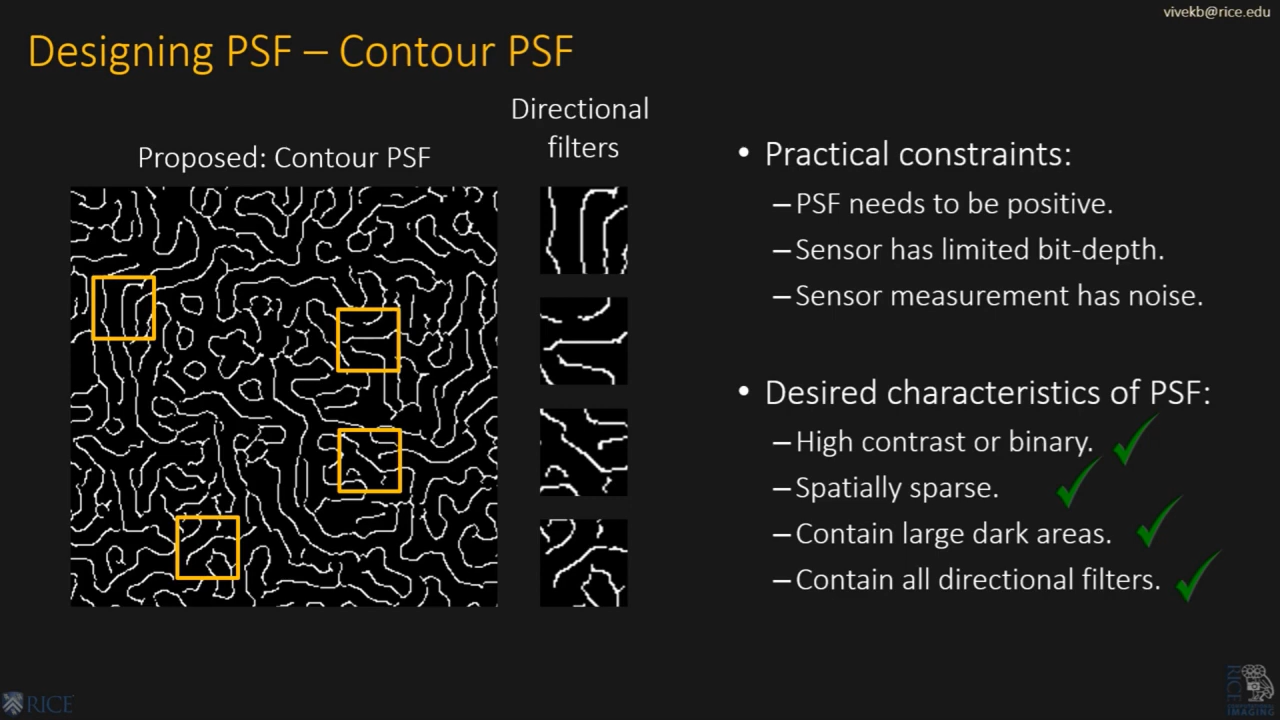 vivekb@rice.edu
Designing PSF – Contour PSF
Directional
filters
Proposed: Contour PSF
• Practical constraints:
–PSF needs to be positive.
–Sensor has limited bit-depth.
–Sensor measurement has noise.
• Desired characteristics of PSF:
–High contrast or binary.
–Spatially sparse.
–Contain large dark areas.
–Contain all directional filters.
RICE
RICE
IMAGING